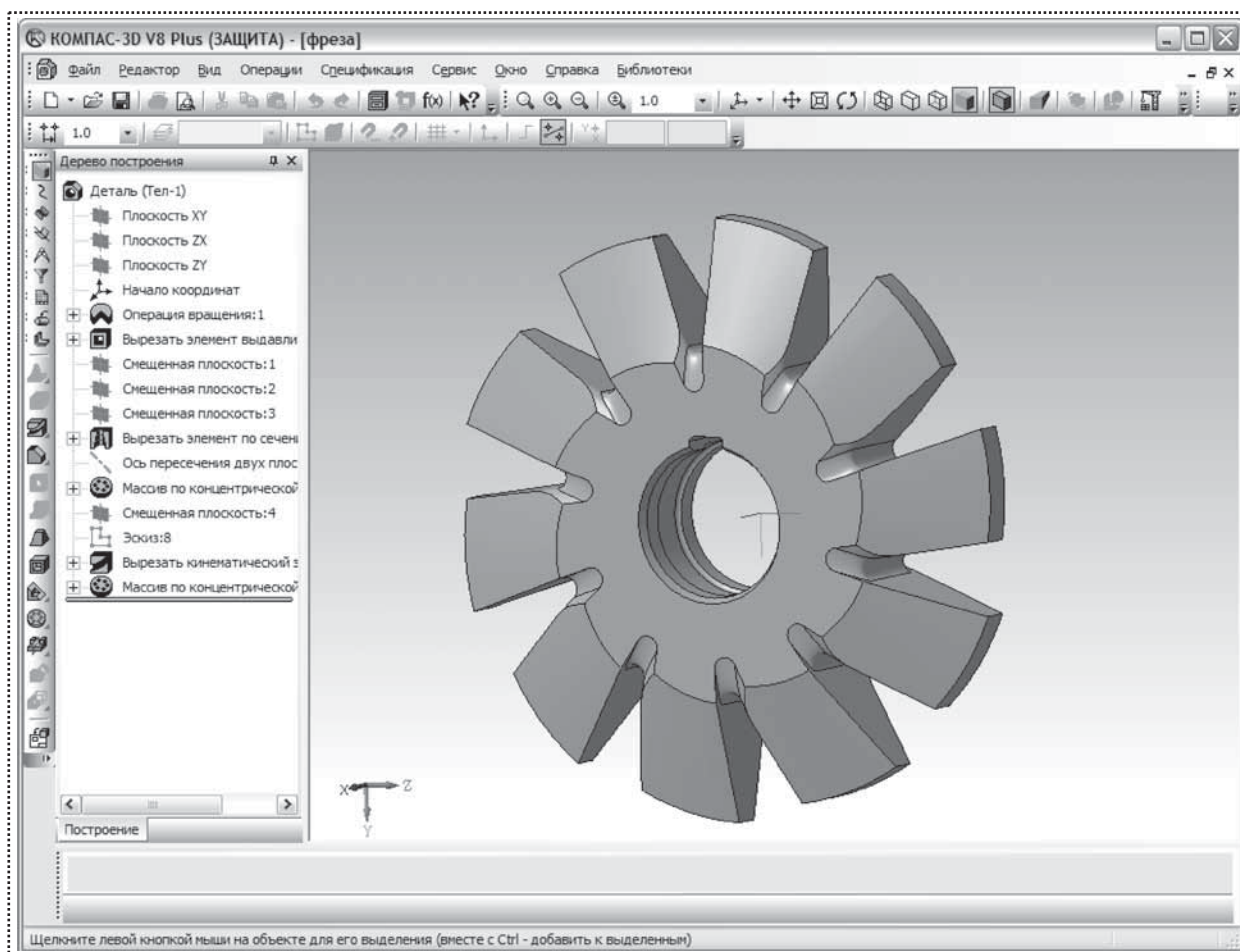 КОМПАС-3D V8 Plus (ЗАЩИТА) - [фреза]
Файл Редактор Вид Операции Спецификация Сервис Окно Справка Библиотеки
f(x) 1.0
1.0
Дерево построения
Деталь (Тел-1)
Плоскость XY
Плоскость ZX
Плоскость ZY
Начало координат
Операция вращения:1
Вырезать элемент выдавли
Смещенная плоскость:1
Смещенная плоскость:2
Смещенная плоскость:3
Вырезать элемент по сечен
Ось пересечения двух плос
Массив по концентрической
Смещенная плоскость:4
Эскиз:8
Вырезать кинематический э
Массив по концентрической
X Z
Y
Построение
Щелкните левой кнопкой мыши на объекте для его выделения (вместе с Ctrl - добавить к выделенным)